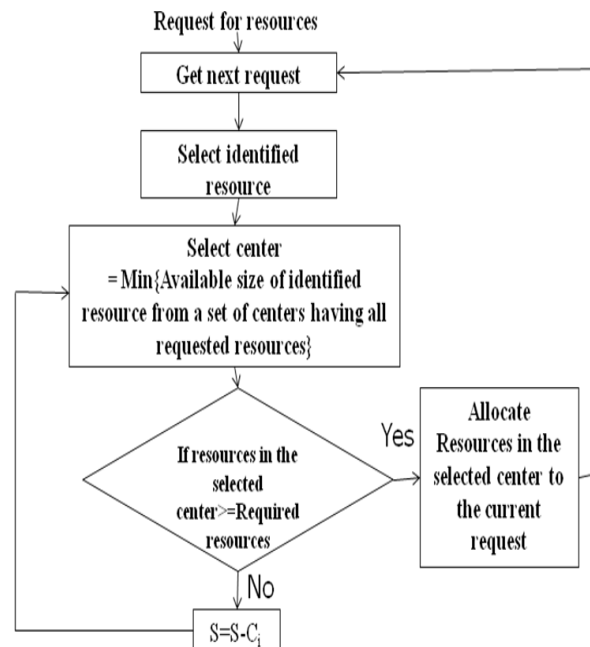 Request for resources
Get next request
Select identified
resource
Select center
= Min{Available size of identified
resource from a set of centers having all
requested resources}
If resources in the
selected
center>=Required
resources
Yes
Allocate
Resources in the
selected center to
the current
request
No
S=S-Ci